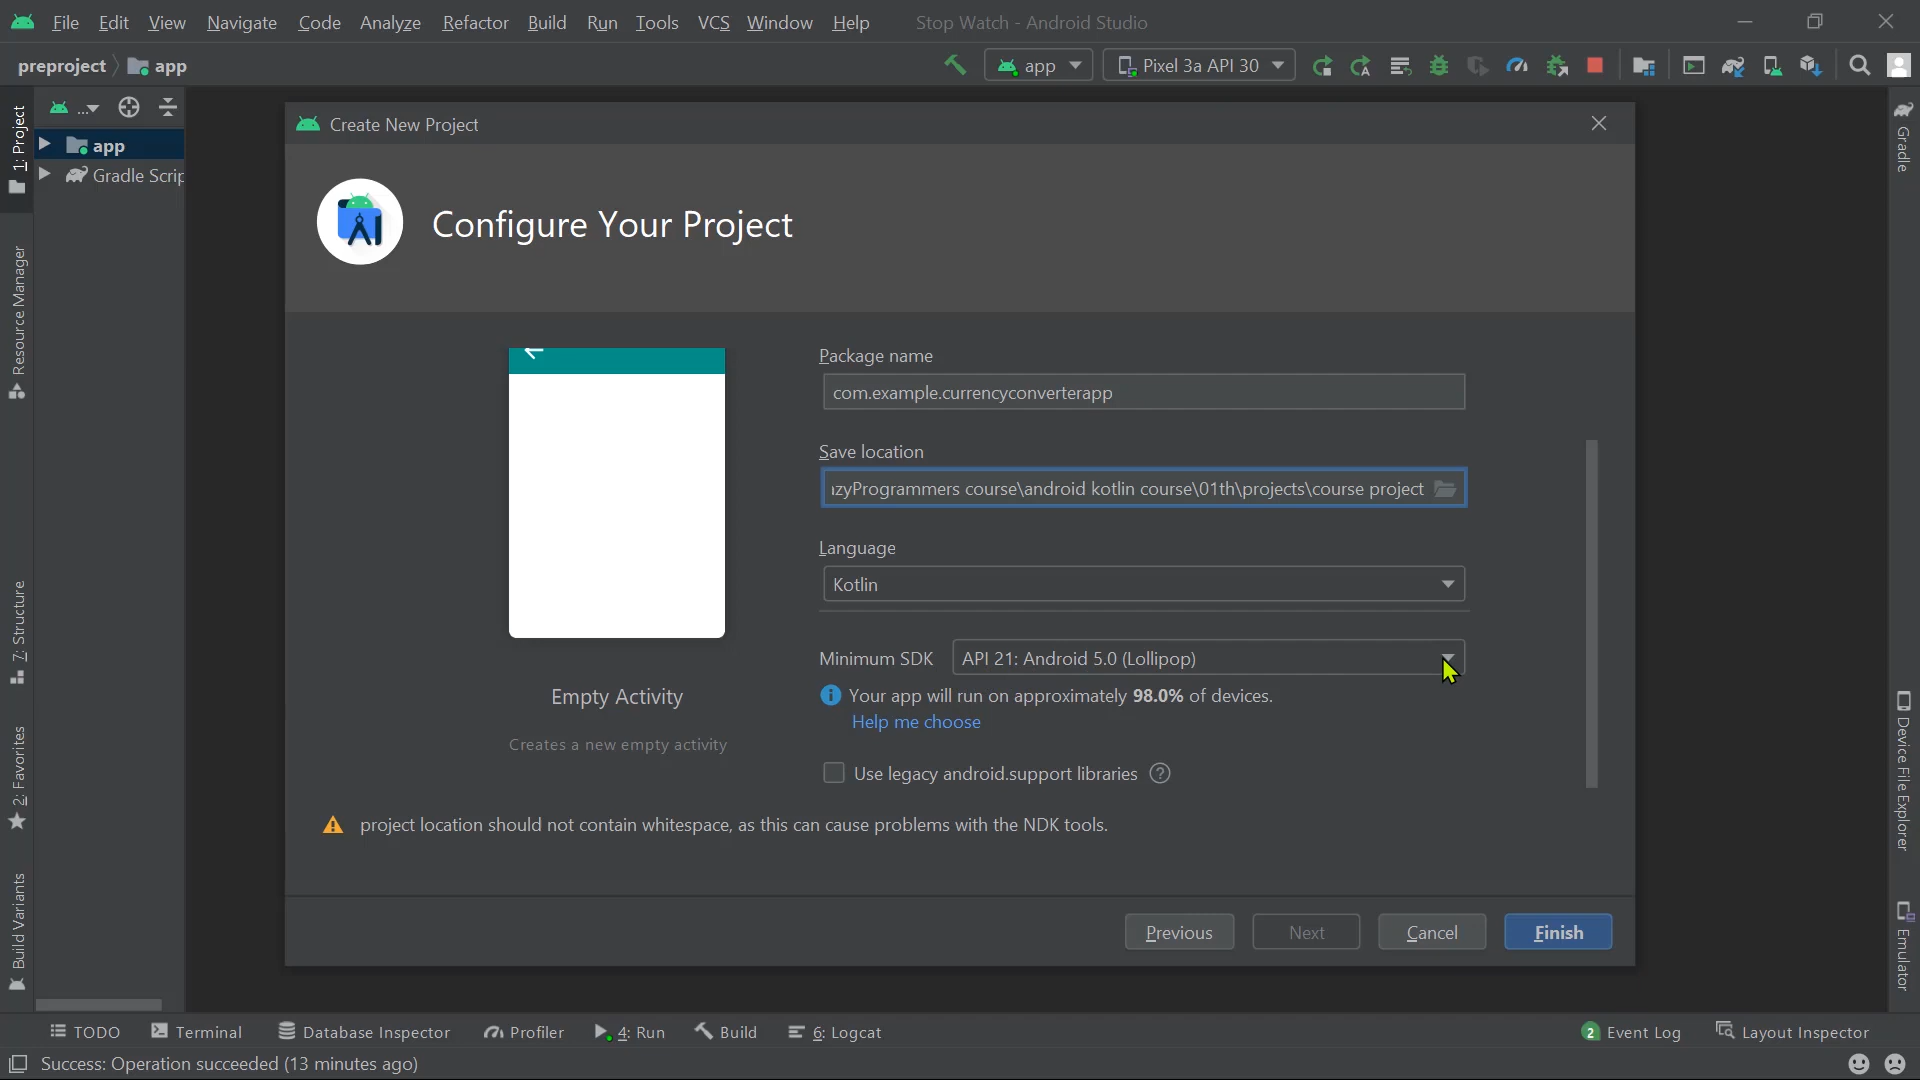 File Edit View Navigate Code Analyze Refactor Build Run Tools VCS Window Help Stop Watch - Android Studio
preproject app
app Pixel 3a API 30
1: Project
Resource Manager
7: Structure
2: Favorites
Build Variants
...
app
Gradle Scrip
Create New Project
Configure Your Project
Empty Activity
Creates a new empty activity
Package name
com.example.currencyconverterapp
Save location
azyProgrammers course\android kotlin course\01th\projects\course project
Language
Kotlin
Minimum SDK API 21: Android 5.0 (Lollipop)
Your app will run on approximately 98.0% of devices.
Help me choose
Use legacy android.support libraries ?
project location should not contain whitespace, as this can cause problems with the NDK tools.
Previous Next Cancel Finish
Gradle
Device File Explorer
Emulator
TODO Terminal Database Inspector Profiler 4: Run Build 6: Logcat 2 Event Log Layout Inspector
Success: Operation succeeded (13 minutes ago)